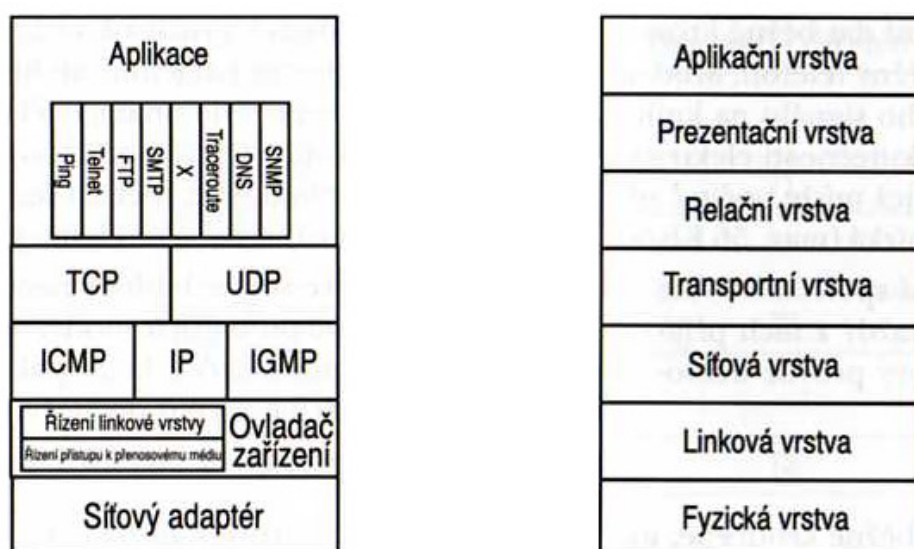 Aplikace
Ping
Telnet
FTP
SMTP
X
Traceroute
DNS
SNMP
TCP
UDP
ICMP
IP
IGMP
Řízení linkové vrstvy
Řízení přístupu k přenosovému médiu
Ovladač
zařízení
Síťový adaptér
Aplikační vrstva
Prezentační vrstva
Relační vrstva
Transportní vrstva
Síťová vrstva
Linková vrstva
Fyzická vrstva